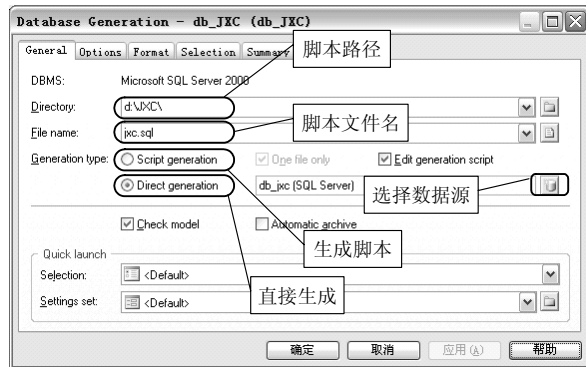 Database Generation - db_JXC (db_JXC)
General Options Format Selection Summary
脚本路径
DBMS: Microsoft SQL Server 2000
Directory: d:\JXC\
脚本文件名
File name: jxc.sql
Generation type: Script generation One file only Edit generation script
Direct generation db_jxc (SQL Server)
选择数据源
Check model Automatic archive
生成脚本
Quick launch
Selection: <Default>
直接生成
Settings set: <Default>
确定 取消 应用(A) 帮助